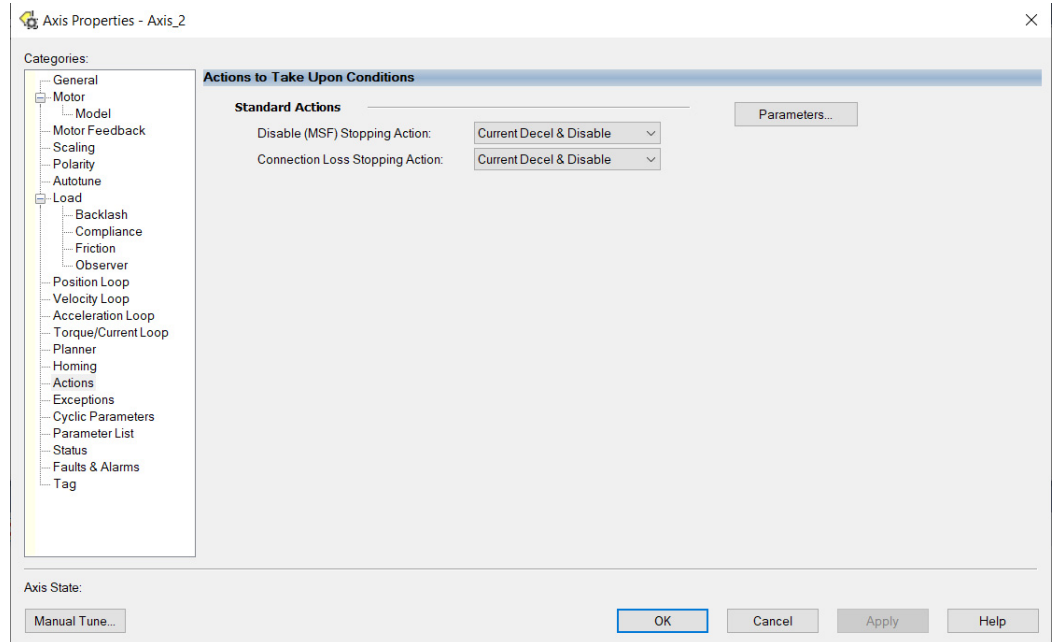 Axis Properties - Axis_2
Categories:
General
Motor
Model
Motor Feedback
Scaling
Polarity
Autotune
Load
Backlash
Compliance
Friction
Observer
Position Loop
Velocity Loop
Acceleration Loop
Torque/Current Loop
Planner
Homing
Actions
Exceptions
Cyclic Parameters
Parameter List
Status
Faults & Alarms
Tag
Actions to Take Upon Conditions
Standard Actions
Parameters...
Disable (MSF) Stopping Action: Current Decel & Disable
Connection Loss Stopping Action: Current Decel & Disable
Axis State:
Manual Tune... OK Cancel Apply Help